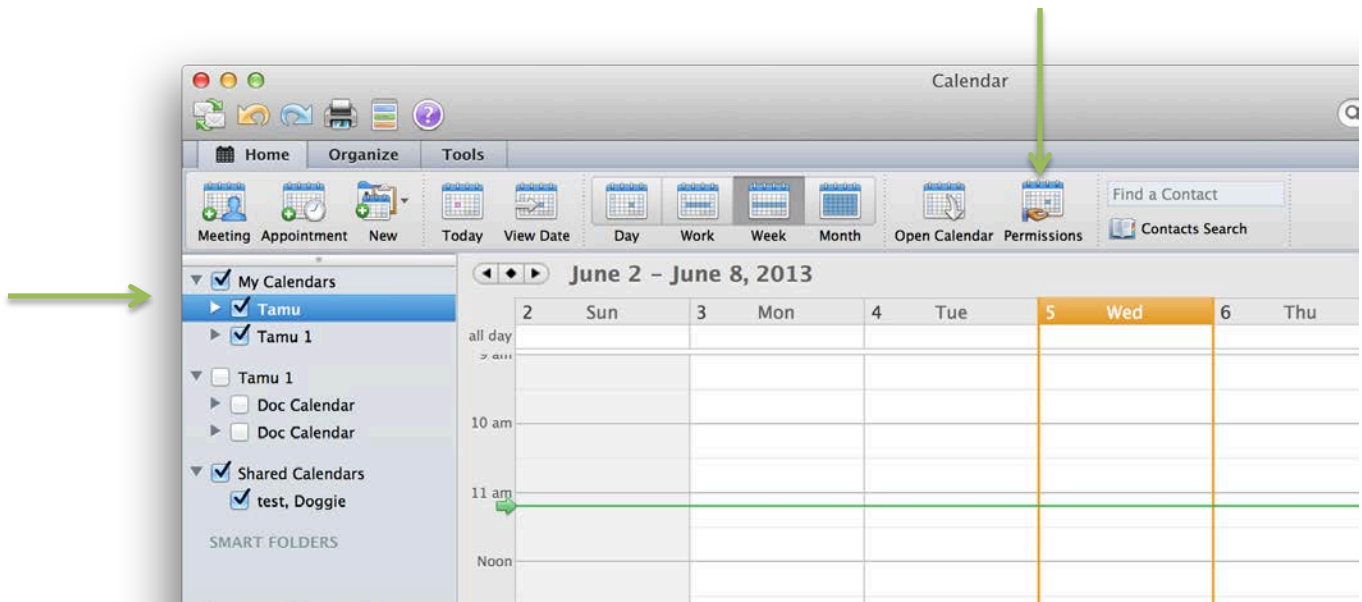 Calendar
Home Organize Tools
Meeting Appointment New Today View Date Day Work Week Month Open Calendar Permissions
Find a Contact
Contacts Search
My Calendars
Tamu
Tamu 1
Tamu 1
Doc Calendar
Doc Calendar
Shared Calendars
test, Doggie
SMART FOLDERS
June 2 – June 8, 2013
2 Sun 3 Mon 4 Tue 5 Wed 6 Thu
all day
9 am
10 am
11 am
Noon